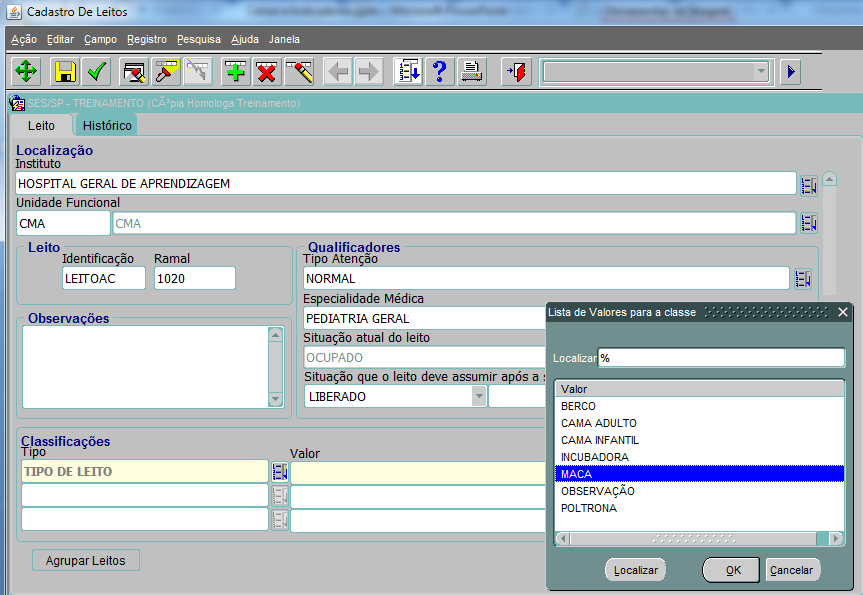 Cadastro De Leitos
Ação Editar Campo Registro Pesquisa Ajuda Janela
SES/SP - TREINAMENTO (CÃ³pia Homologa Treinamento)
Leito Histórico
Localização
Instituto
HOSPITAL GERAL DE APRENDIZAGEM
Unidade Funcional
CMA CMA
Leito
Identificação Ramal
LEITOAC 1020
Qualificadores
Tipo Atenção
NORMAL
Especialidade Médica
PEDIATRIA GERAL
Situação atual do leito
OCUPADO
Situação que o leito deve assumir após a s
LIBERADO
Observações
Classificações
Tipo Valor
TIPO DE LEITO
Agrupar Leitos
Lista de Valores para a classe
Localizar %
Valor
BERCO
CAMA ADULTO
CAMA INFANTIL
INCUBADORA
MACA
OBSERVAÇÃO
POLTRONA
Localizar OK Cancelar